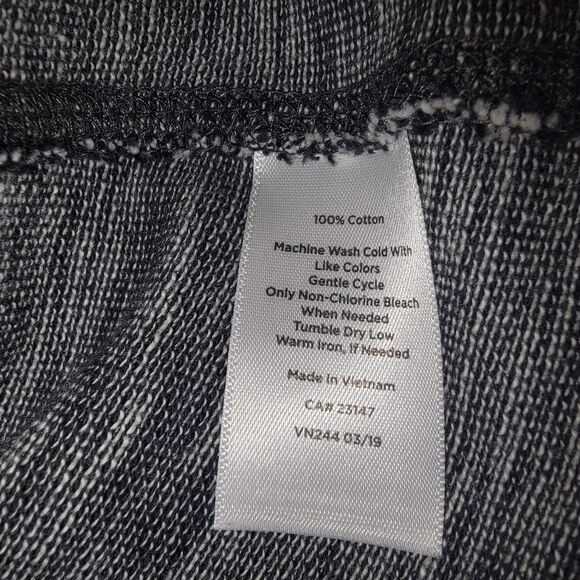 100% Cotton
Machine Wash Cold With
Like Colors
Gentle Cycle
Only Non-Chlorine Bleach
When Needed
Tumble Dry Low
Warm Iron, If Needed
Made In Vietnam
CA# 23147
VN244 03/19